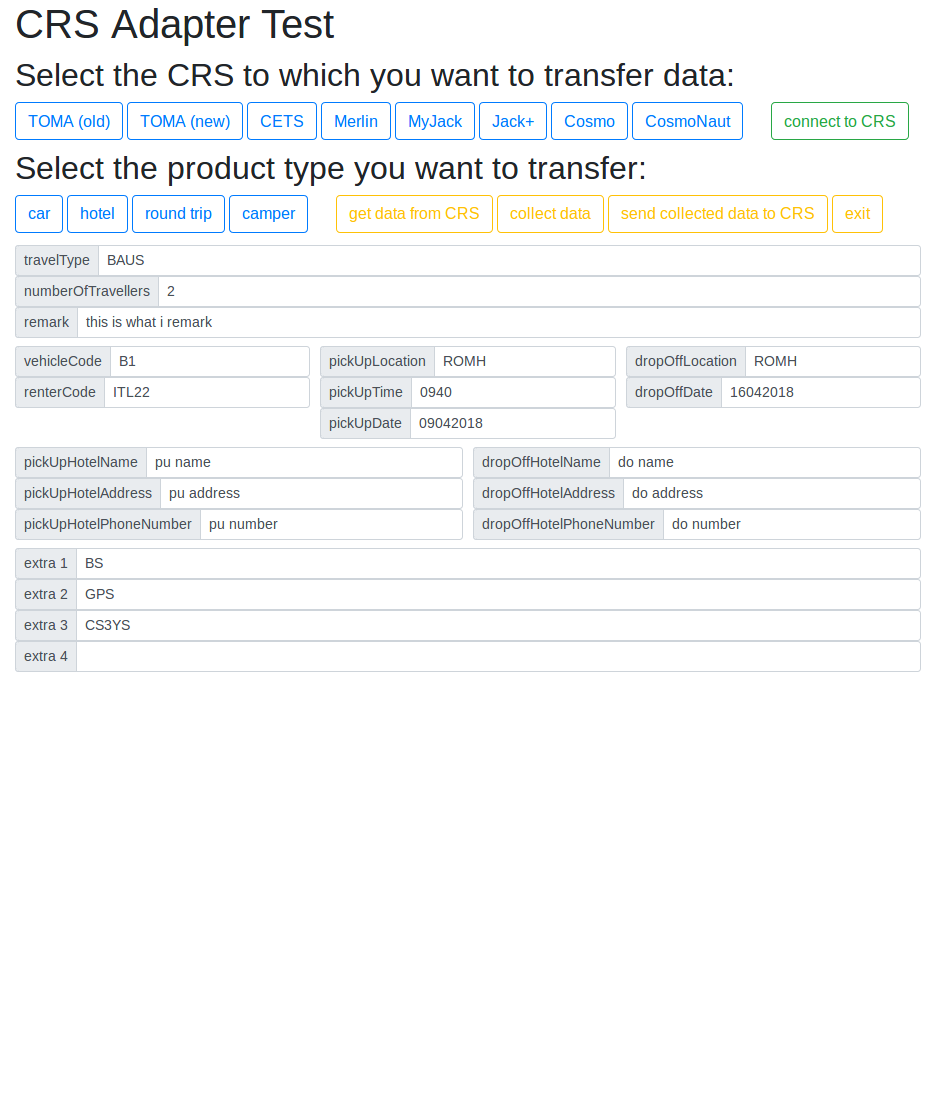 CRS Adapter Test
Select the CRS to which you want to transfer data:
TOMA (old) TOMA (new) CETS Merlin MyJack Jack+ Cosmo CosmoNaut connect to CRS
Select the product type you want to transfer:
car hotel round trip camper get data from CRS collect data send collected data to CRS exit
travelType BAUS
numberOfTravellers 2
remark this is what i remark
vehicleCode B1 pickUpLocation ROMH dropOffLocation ROMH
renterCode ITL22 pickUpTime 0940 dropOffDate 16042018
pickUpDate 09042018
pickUpHotelName pu name dropOffHotelName do name
pickUpHotelAddress pu address dropOffHotelAddress do address
pickUpHotelPhoneNumber pu number dropOffHotelPhoneNumber do number
extra 1 BS
extra 2 GPS
extra 3 CS3YS
extra 4